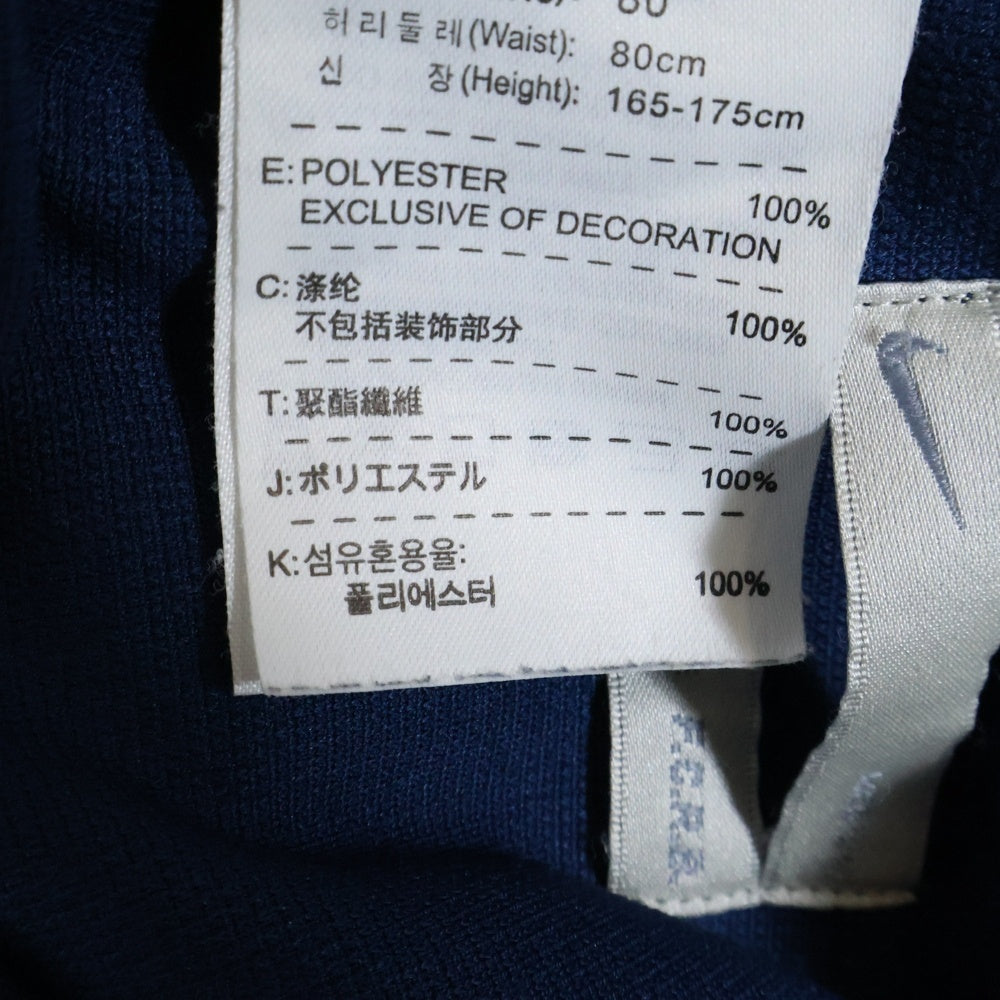 80
허리둘레(Waist): 80cm
신 장(Height): 165-175cm
E: POLYESTER 100%
EXCLUSIVE OF DECORATION
C: 涤纶 100%
不包括装饰部分
T: 聚酯纖維 100%
J: ポリエステル 100%
K: 섬유혼용율:
폴리에스터 100%
F.C.R.B.